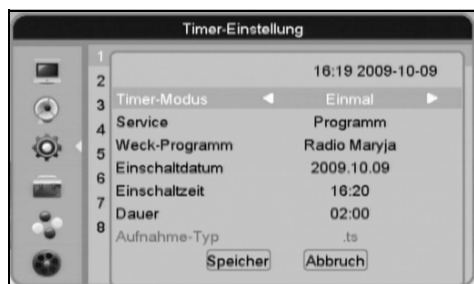 Timer-Einstellung
16:19 2009-10-09
1
2
3
4
5
6
7
8
Timer-Modus Einmal
Service Programm
Weck-Programm Radio Maryja
Einschaltdatum 2009.10.09
Einschaltzeit 16:20
Dauer 02:00
Aufnahme-Typ .ts
Speicher Abbruch